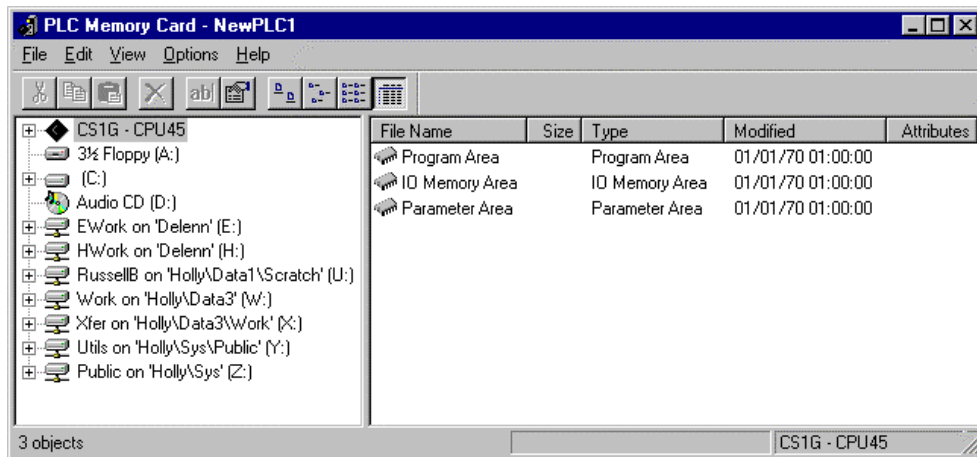 PLC Memory Card - NewPLC1
File Edit View Options Help
ab
CS1G - CPU45
3½ Floppy (A:)
(C:)
Audio CD (D:)
EWork on 'Delenn' (E:)
HWork on 'Delenn' (H:)
RussellB on 'Holly\Data1\Scratch' (U:)
Work on 'Holly\Data3' (W:)
Xfer on 'Holly\Data3\Work' (X:)
Utils on 'Holly\Sys\Public' (Y:)
Public on 'Holly\Sys' (Z:)
File Name Size Type Modified Attributes
Program Area Program Area 01/01/70 01:00:00
IO Memory Area IO Memory Area 01/01/70 01:00:00
Parameter Area Parameter Area 01/01/70 01:00:00
3 objects CS1G - CPU45